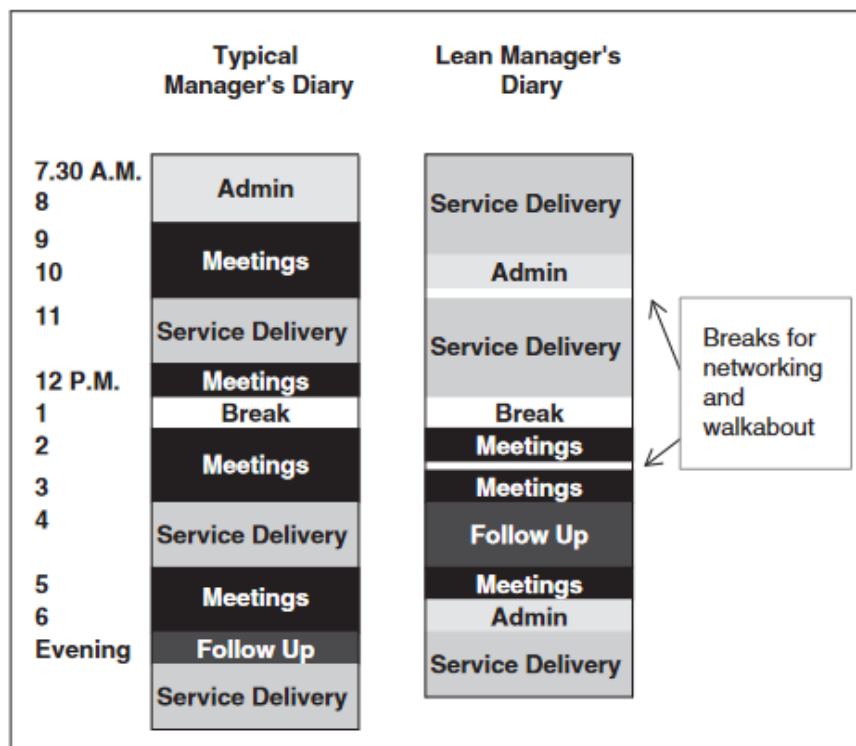 Typical
Manager's Diary
Lean Manager's
Diary
7.30 A.M.
8
9
10
11
12 P.M.
1
2
3
4
5
6
Evening
Admin
Meetings
Service Delivery
Meetings
Break
Meetings
Service Delivery
Meetings
Follow Up
Service Delivery
Service Delivery
Admin
Service Delivery
Break
Meetings
Meetings
Follow Up
Meetings
Admin
Service Delivery
Breaks for
networking
and
walkabout